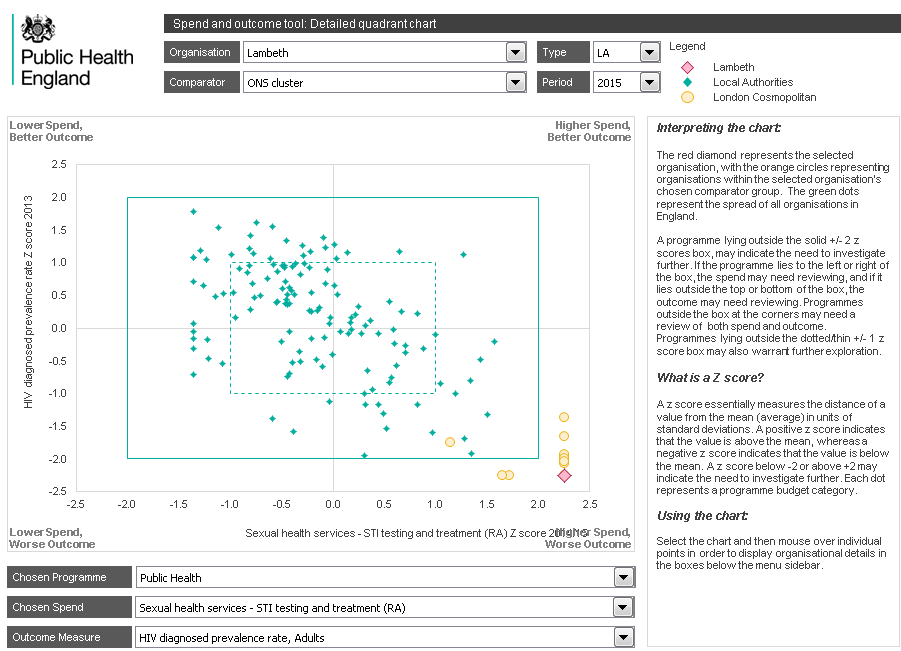 Spend and outcome tool: Detailed quadrant chart
Public Health
England
Organisation
Lambeth
Type
LA
Comparator
ONS cluster
Period
2015
Legend
Lambeth
Local Authorities
London Cosmopolitan
Lower Spend,
Better Outcome
Higher Spend,
Better Outcome
HIV diagnosed prevalence rate Z score 2013
2.5
2.0
1.5
1.0
0.5
0.0
-0.5
-1.0
-1.5
-2.0
-2.5
-2.5 -2.0 -1.5 -1.0 -0.5 0.0 0.5 1.0 1.5 2.0 2.5
Sexual health services - STI testing and treatment (RA) Z score
Lower Spend,
Worse Outcome
Higher Spend,
Worse Outcome
Interpreting the chart:
The red diamond represents the selected
organisation, with the orange circles representing
organisations within the selected organisation's
chosen comparator group. The green dots
represent the spread of all organisations in
England.
A programme lying outside the solid +/- 2 z
scores box, may indicate the need to investigate
further. If the programme lies to the left or right of
the box, the spend may need reviewing, and if it
lies outside the top or bottom of the box, the
outcome may need reviewing. Programmes
outside the box at the corners may need a
review of both spend and outcome.
Programmes lying outside the dotted/thin +/- 1 z
score box may also warrant further exploration.
What is a Z score?
A z score essentially measures the distance of a
value from the mean (average) in units of
standard deviations. A positive z score indicates
that the value is above the mean, whereas a
negative z score indicates that the value is below
the mean. A z score below -2 or above +2 may
indicate the need to investigate further. Each dot
represents a programme budget category.
Using the chart:
Select the chart and then mouse over individual
points in order to display organisational details in
the boxes below the menu sidebar.
Chosen Programme
Public Health
Chosen Spend
Sexual health services - STI testing and treatment (RA)
Outcome Measure
HIV diagnosed prevalence rate, Adults